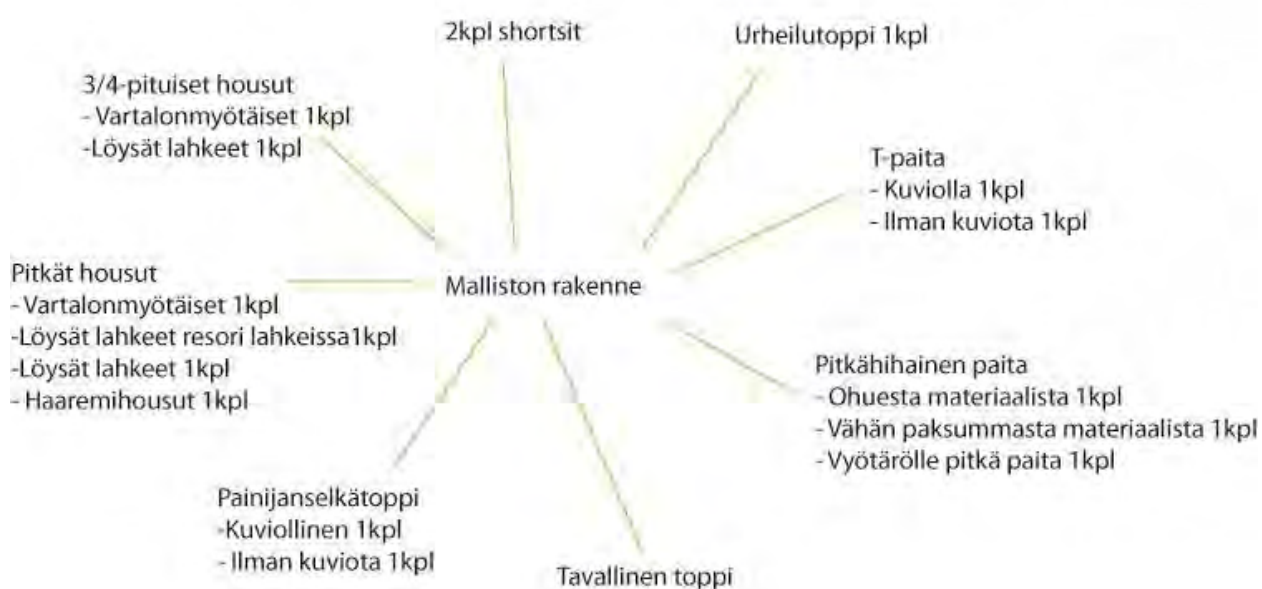 2kpl shortsit
Urheilutoppi 1kpl
3/4-pituiset housut
- Vartalonmyötäiset 1kpl
-Löysät lahkeet 1kpl
T-paita
- Kuviolla 1kpl
- Ilman kuviota 1kpl
Malliston rakenne
Pitkät housut
- Vartalonmyötäiset 1kpl
-Löysät lahkeet resori lahkeissa1kpl
-Löysät lahkeet 1kpl
- Haaremihousut 1kpl
Pitkähihainen paita
- Ohuesta materiaalista 1kpl
- Vähän paksummasta materiaalista 1kpl
- Vyötärölle pitkä paita 1kpl
Painijanselkätoppi
-Kuviollinen 1kpl
- Ilman kuviota 1kpl
Tavallinen toppi